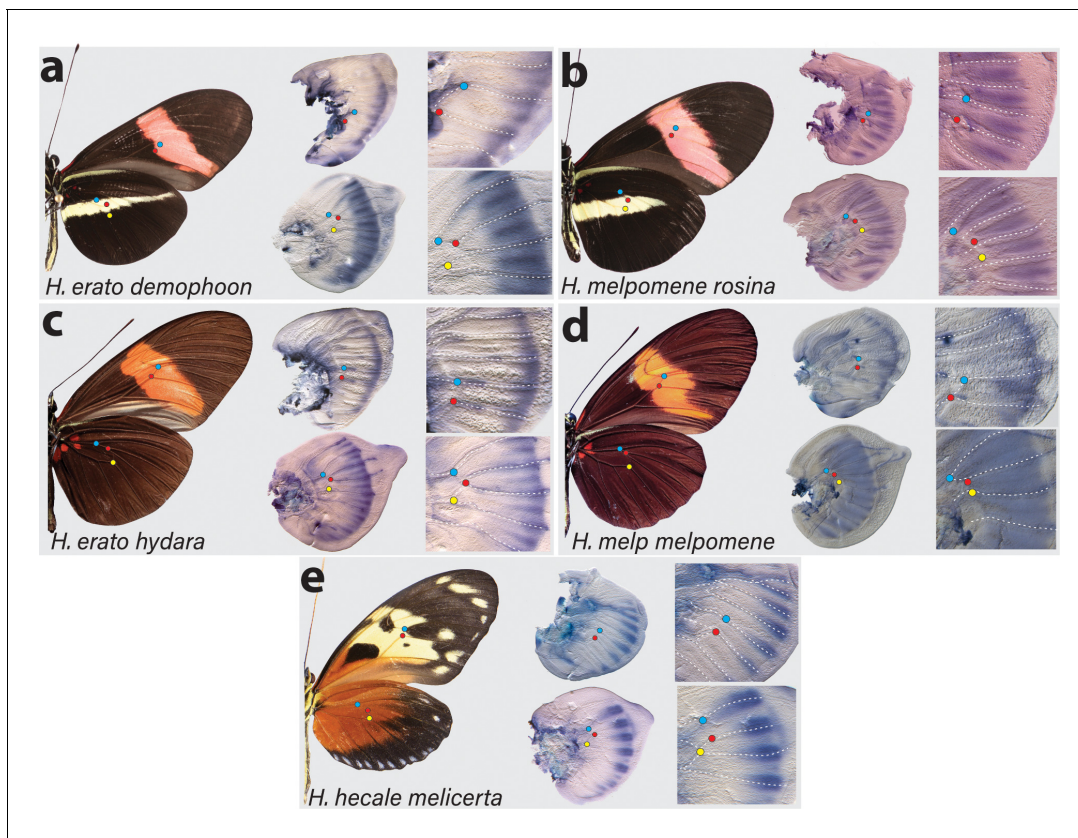 a
H. erato demophoon
b
H. melpomene rosina
c
H. erato hydara
d
H. melp melpomene
e
H. hecale melicerta